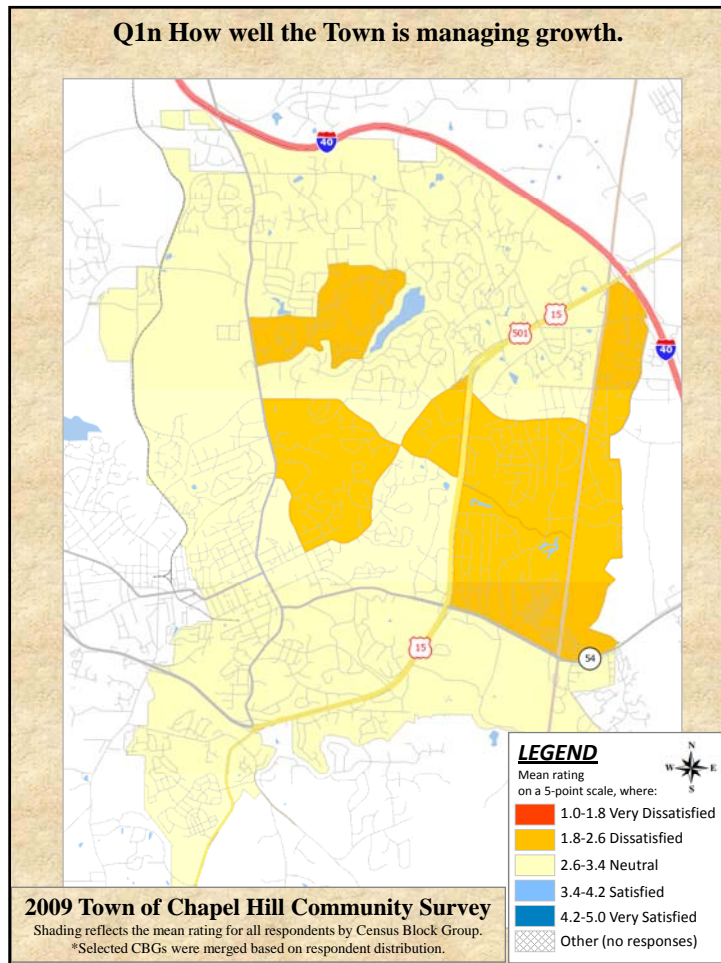 Q1n How well the Town is managing growth.
40
15
501
40
15
54
LEGEND
Mean rating
on a 5-point scale, where:
N
W E
S
1.0-1.8 Very Dissatisfied
1.8-2.6 Dissatisfied
2.6-3.4 Neutral
3.4-4.2 Satisfied
4.2-5.0 Very Satisfied
Other (no responses)
2009 Town of Chapel Hill Community Survey
Shading reflects the mean rating for all respondents by Census Block Group.
*Selected CBGs were merged based on respondent distribution.